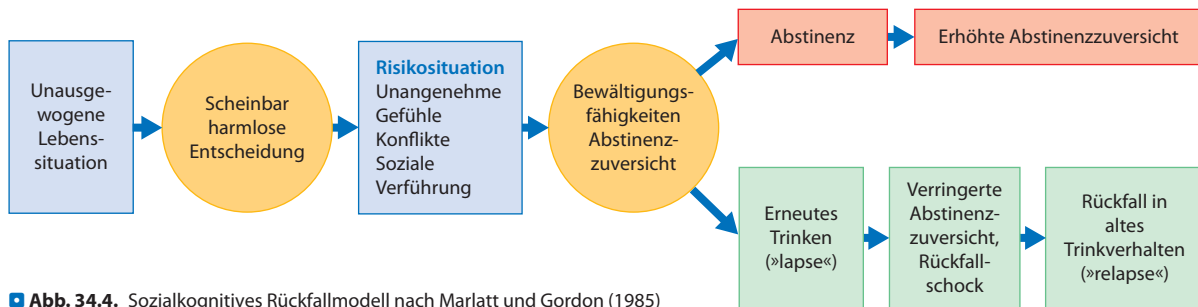 Unausge-
wogene
Lebens-
situation
Scheinbar
harmlose
Entscheidung
Risikosituation
Unangenehme
Gefühle
Konflikte
Soziale
Verführung
Bewältigungs-
fähigkeiten
Abstinenz-
zuversicht
Abstinenz
Erhöhte Abstinenzzuversicht
Erneutes
Trinken
(»lapse«)
Verringerte
Abstinenz-
zuversicht,
Rückfall-
schock
Rückfall in
altes
Trinkverhalten
(»relapse«)
Abb. 34.4. Sozialkognitives Rückfallmodell nach Marlatt und Gordon (1985)